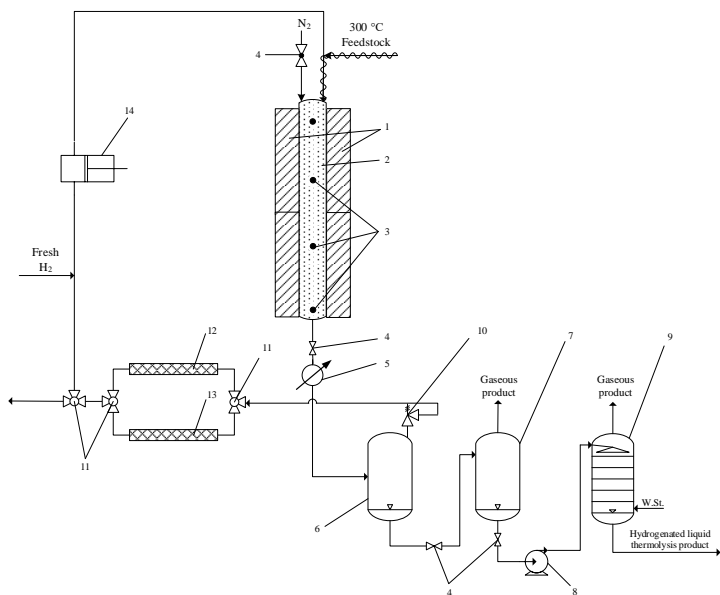 N2
300 °C
Feedstock
4
14
1
2
3
Fresh
H2
4
5
10
7
9
12
11
13
11
Gaseous
product
Gaseous
product
6
W.St.
Hydrogenated liquid
thermolysis product
4
8